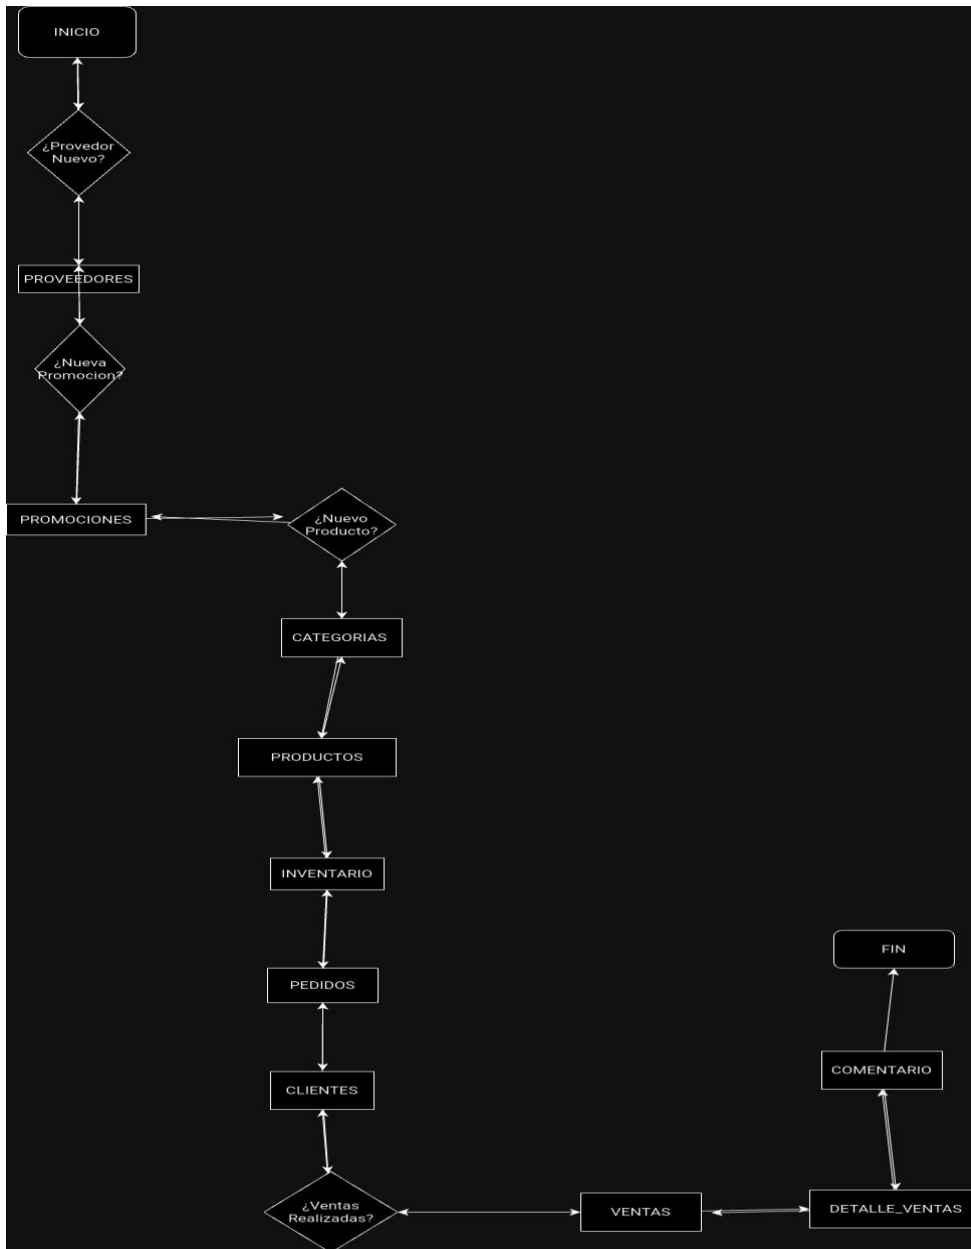 INICIO
¿Provedor
Nuevo?
PROVEEDORES
¿Nueva
Promocion?
PROMOCIONES
¿Nuevo
Producto?
CATEGORIAS
PRODUCTOS
INVENTARIO
PEDIDOS
CLIENTES
¿Ventas
Realizadas?
VENTAS
DETALLE_VENTAS
COMENTARIO
FIN